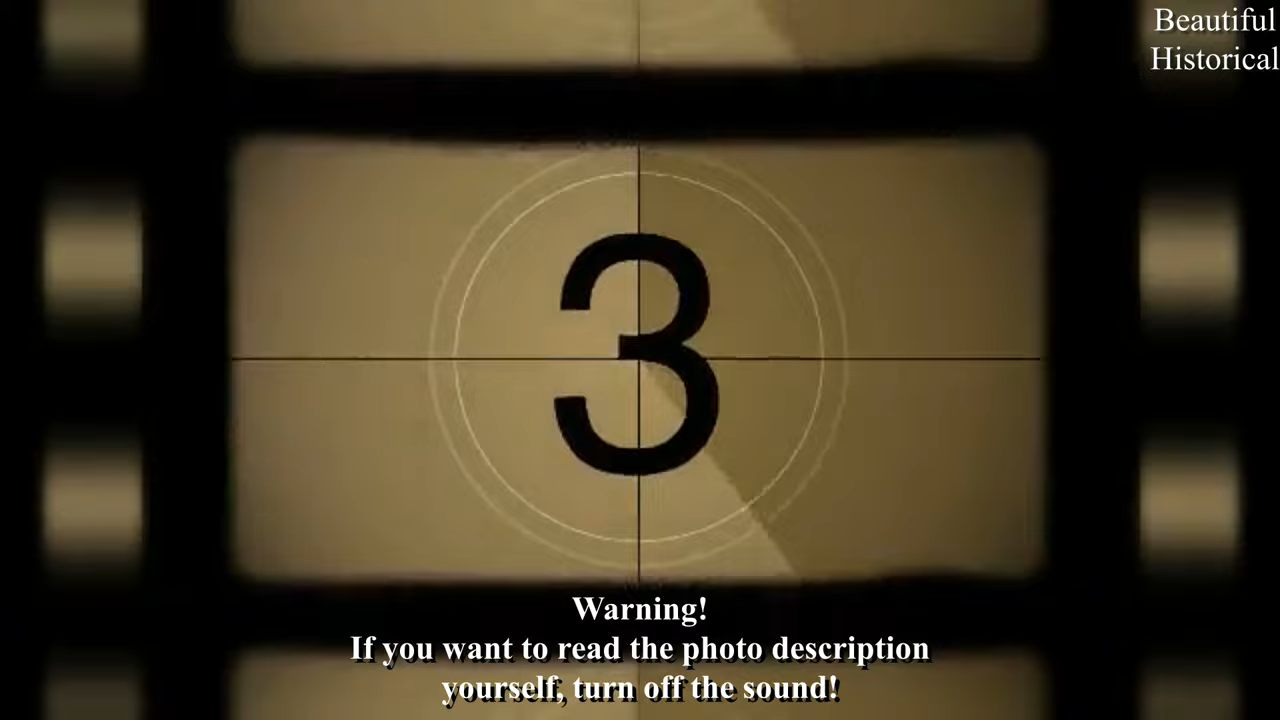 Beautiful
Historical
3
Warning!
If you want to read the photo description
yourself, turn off the sound!